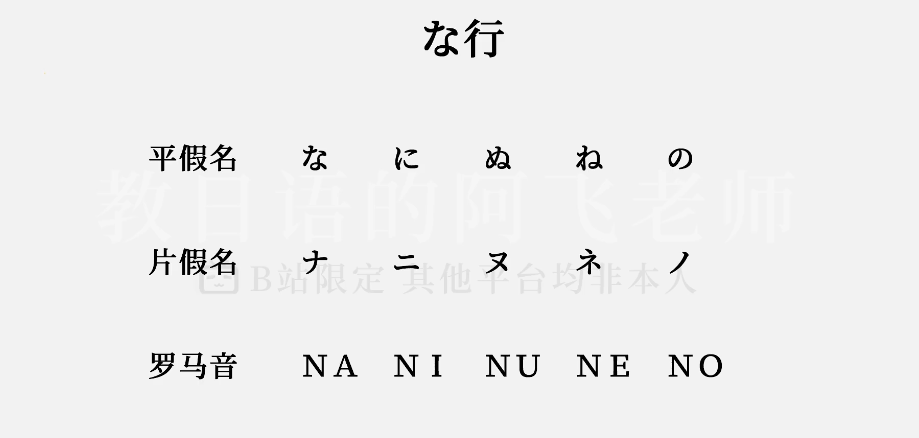 な行
平假名 な に ぬ ね の
教日语的阿飞老师
片假名 ナ ニ ヌ ネ ノ
B站限定 其他平台均非本人
罗马音 NA NI NU NE NO